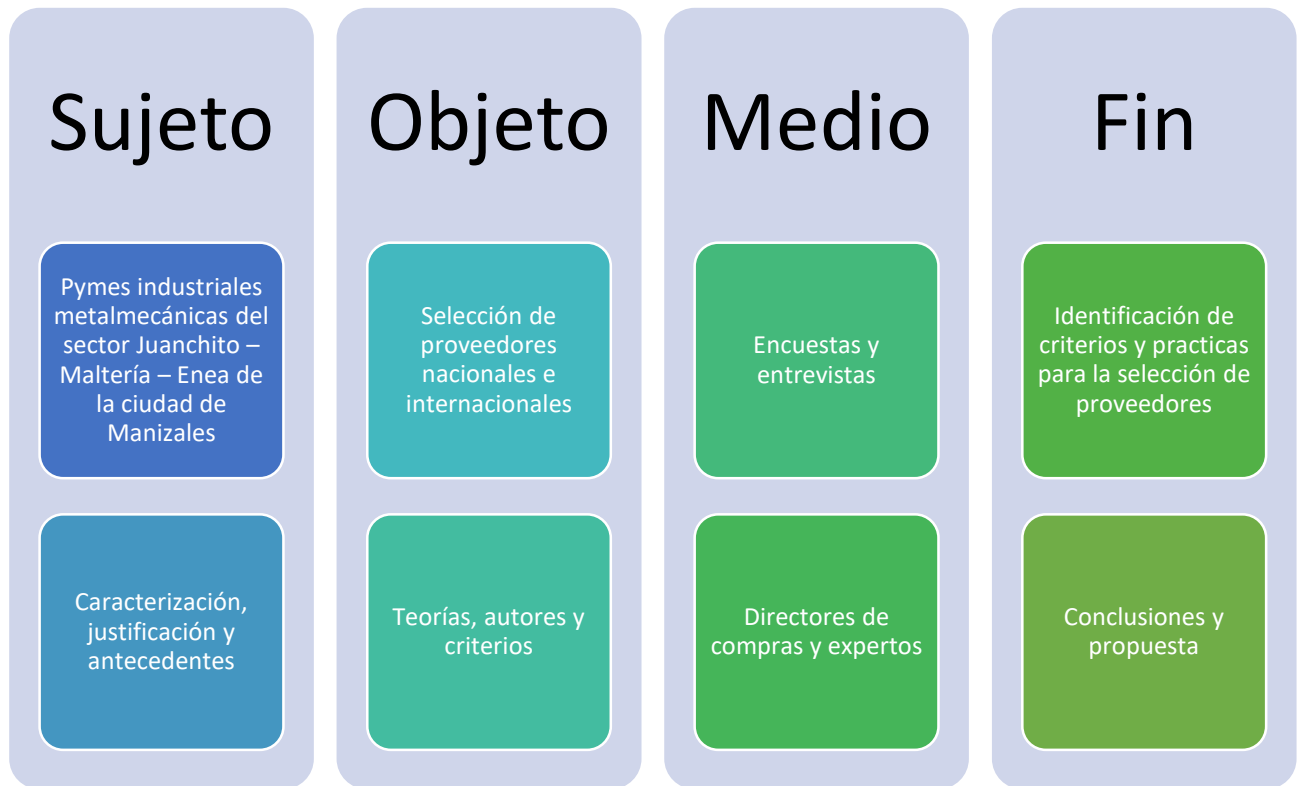 Sujeto
Pymes industriales
metalmecánicas del
sector Juanchito –
Maltería – Enea de
la ciudad de
Manizales
Caracterización,
justificación y
antecedentes
Objeto
Selección de
proveedores
nacionales e
internacionales
Teorías, autores y
criterios
Medio
Encuestas y
entrevistas
Directores de
compras y expertos
Fin
Identificación de
criterios y practicas
para la selección de
proveedores
Conclusiones y
propuesta